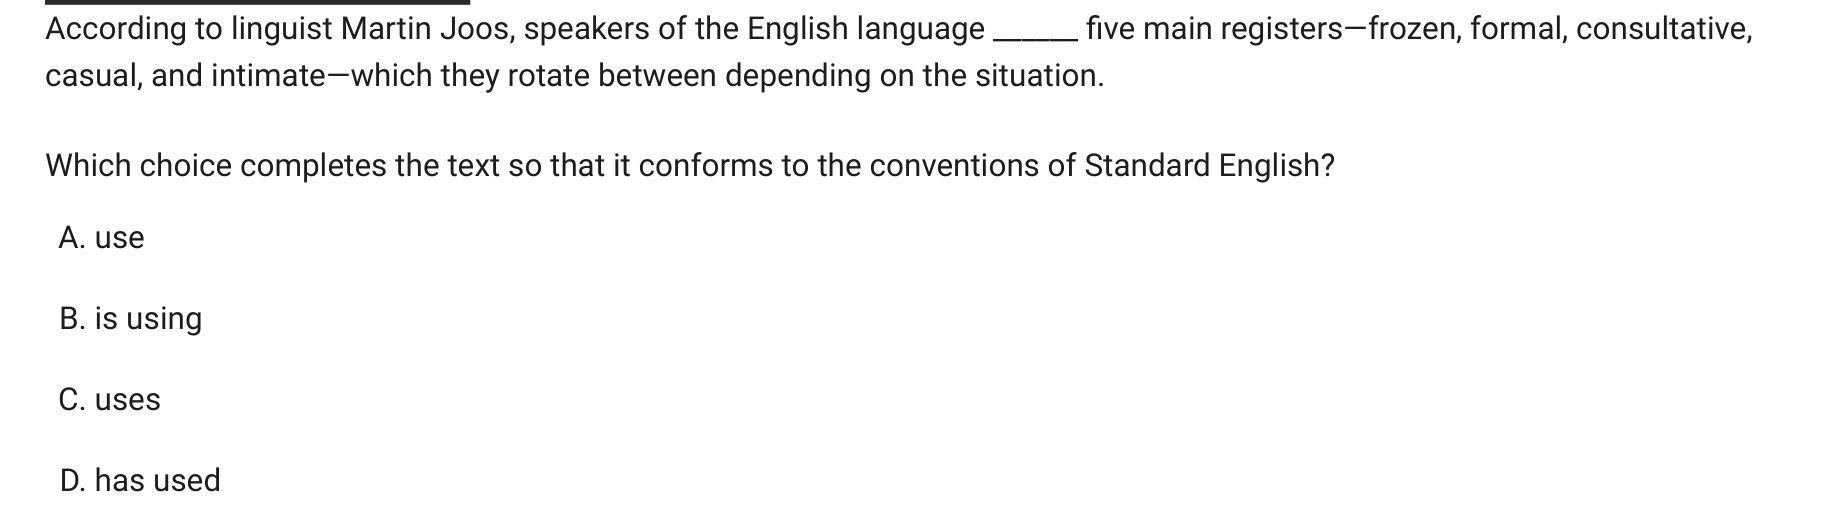 According to linguist Martin Joos, speakers of the English language ______ five main registers—frozen, formal, consultative,
casual, and intimate—which they rotate between depending on the situation.
Which choice completes the text so that it conforms to the conventions of Standard English?
A. use
B. is using
C. uses
D. has used